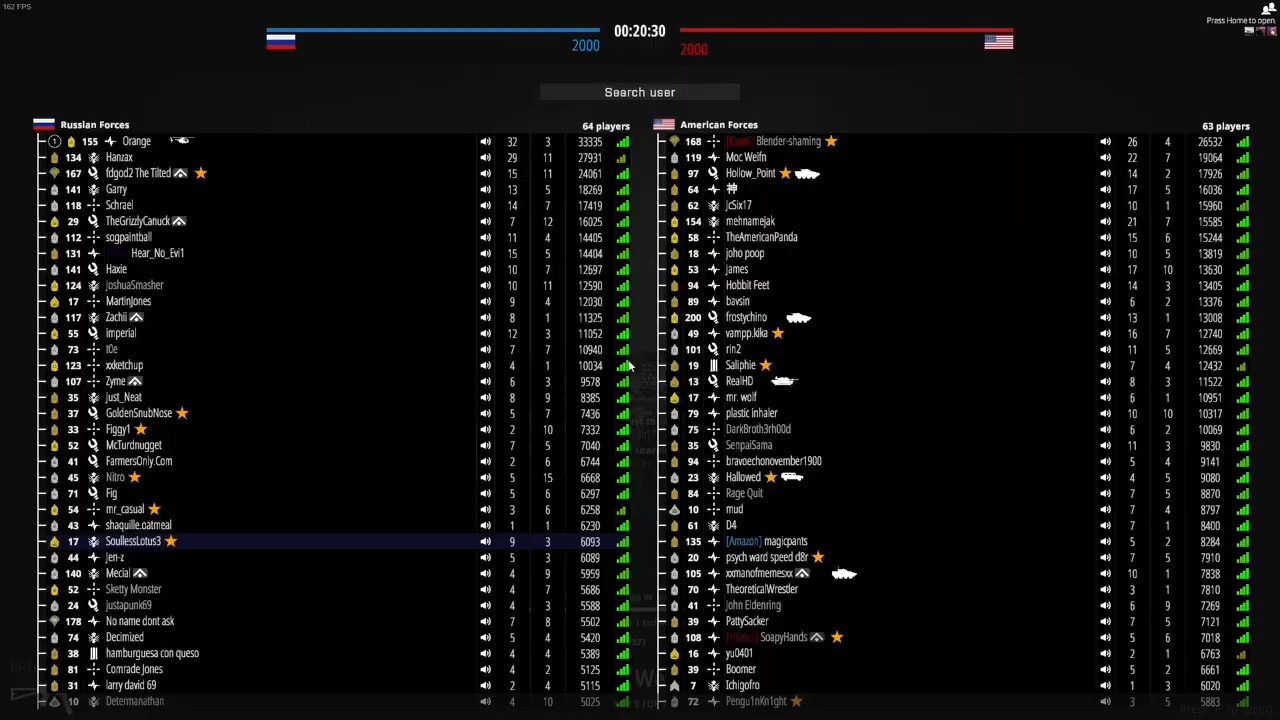 162 FPS
Press Home to open.
00:20:30
2000
2000
Search user
Russian Forces 64 players
1 155 Orange 32 3 33335
134 Hanzax 29 11 27931
167 fdgod2 The Tilted 15 11 24061
141 Garry 13 5 18269
118 Schrael 14 7 17419
29 TheGrizzlyCanuck 7 12 16025
112 sogpaintball 11 4 14405
131 Hear_No_Evi1 15 5 14404
141 Haxie 10 7 12697
124 JoshuaSmasher 10 11 12590
17 MartinJones 9 4 12030
117 Zachii 8 1 11325
55 imperial 12 3 11052
73 t0e 7 7 10940
123 xxketchup 4 1 10034
107 Zyme 6 3 9578
35 Just_Neat 8 9 8385
37 GoldenSnubNose 5 7 7436
33 Figgy1 2 10 7332
52 McTurdnugget 7 5 7040
41 FarmersOnly.Com 2 6 6744
45 Nitro 5 15 6668
71 Fig 5 6 6297
54 mr_casual 3 6 6258
43 shaquille.oatmeal 1 1 6230
17 SoullessLotus3 9 3 6093
44 Jen-z 5 3 6089
140 Mecial 4 9 5959
52 Sketty Monster 4 7 5686
24 justapunk69 4 3 5588
178 No name dont ask 7 8 5502
74 Decimized 5 4 5420
38 hamburguesa con queso 4 4 5389
81 Comrade Jones 4 2 5125
31 larry david 69 2 4 5115
10 Determanathan 4 10 5025
American Forces 63 players
168 Blender-shaming 26 4 26532
119 Moc Weifn 22 7 19064
97 Hollow_Point 14 2 17926
64 神 17 5 16036
62 JcSix17 10 5 15960
154 mehnamejak 21 7 15585
58 TheAmericanPanda 15 6 15244
18 joho poop 10 5 13819
53 James 17 10 13630
94 Hobbit Feet 14 3 13405
89 bavsin 6 2 13376
200 frostychino 13 1 13008
49 vampp.kika 16 7 12740
101 rin2 11 5 12669
19 Saliphie 7 4 12432
13 RealHD 8 3 11522
17 mr. wolf 6 1 10951
79 plastic inhaler 10 10 10317
75 DarkBroth3rh00d 6 2 10069
35 SenpaiSama 11 3 9830
94 bravoechonovember1900 5 4 9141
23 Hallowed 4 5 9080
84 Rage Quit 7 5 8870
10 mud 7 4 8797
61 D4 7 1 8400
135 [Amazon] magicpants 5 2 8284
20 psych ward speed d8r 7 5 7910
105 xxmanofmemesxx 10 1 7838
70 TheoreticalWrestler 3 1 7810
41 John Eidenring 6 9 7269
39 PattySacker 7 5 7121
108 SoapyHands 5 6 7018
16 yu0401 2 1 6763
39 Boomer 5 2 6661
7 Ichigofro 1 3 6020
72 Pengu1nKn1ght 3 5 5883